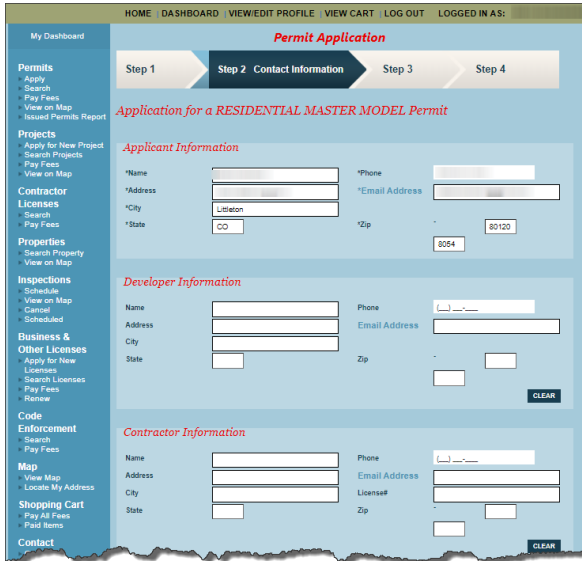 HOME | DASHBOARD | VIEW/EDIT PROFILE | VIEW CART | LOG OUT LOGGED IN AS:
My Dashboard
Permits
Apply
Search
Pay Fees
View on Map
Issued Permits Report
Projects
Apply for New Project
Search Projects
Pay Fees
View on Map
Contractor
Licenses
Search
Pay Fees
Properties
Search Property
View on Map
Inspections
Schedule
View on Map
Cancel
Scheduled
Business &
Other Licenses
Apply for New
Licenses
Search Licenses
Pay Fees
Renew
Code
Enforcement
Search
Pay Fees
Map
View Map
Locate My Address
Shopping Cart
Pay All Fees
Paid Items
Contact
Permit Application
Step 1 Step 2 Contact Information Step 3 Step 4
Application for a RESIDENTIAL MASTER MODEL Permit
Applicant Information
*Name *Phone
*Address *Email Address
*City Littleton
*State CO *Zip - 80120
8054
Developer Information
Name Phone (__) __-___
Address Email Address
City
State Zip -
CLEAR
Contractor Information
Name Phone (__) __-___
Address Email Address
City License#
State Zip -
CLEAR